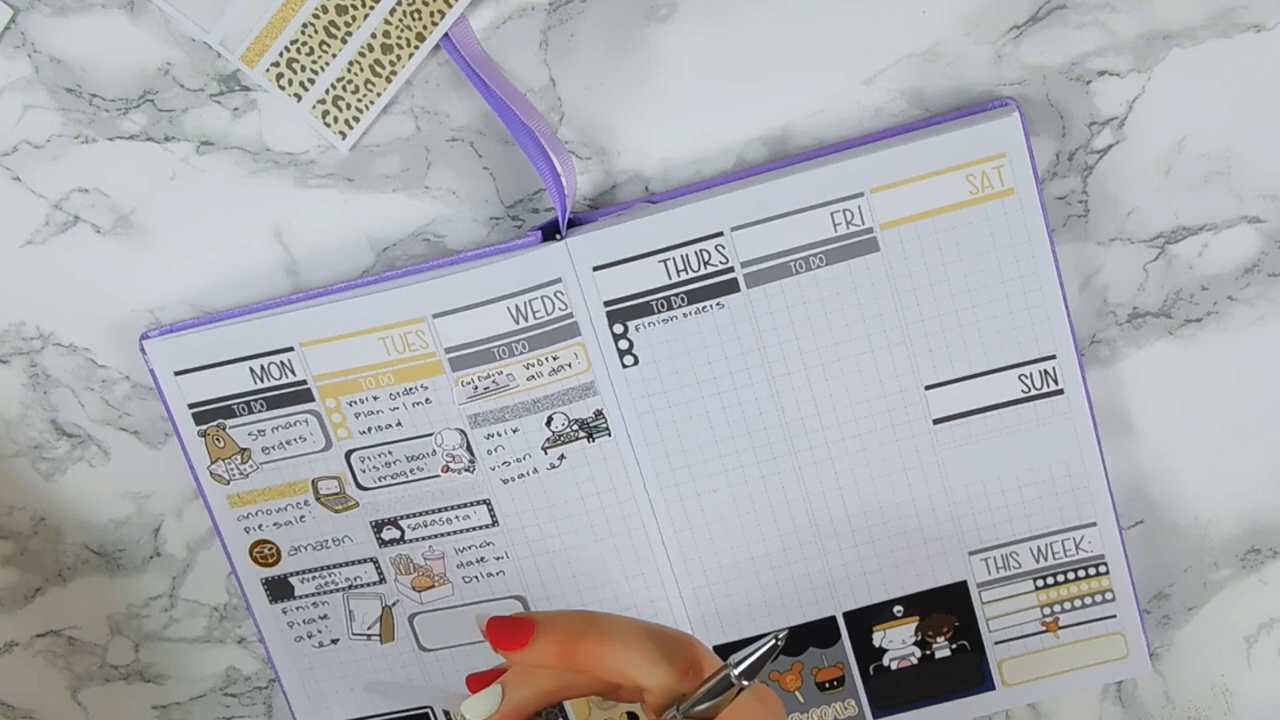 MON
TO DO
so many
orders!
announce
pre-sale!
amazon
wash
design!
finish
pirate
art!
TUES
TO DO
work orders
plan w/ me
upload
print
vision board
images!
sarasota!
lunch
date w/
Dylan
WEDS
TO DO
work
all day!
work
on
vision
board
THURS
TO DO
finish orders
FRI
TO DO
SAT
SUN
THIS WEEK:
GOALS